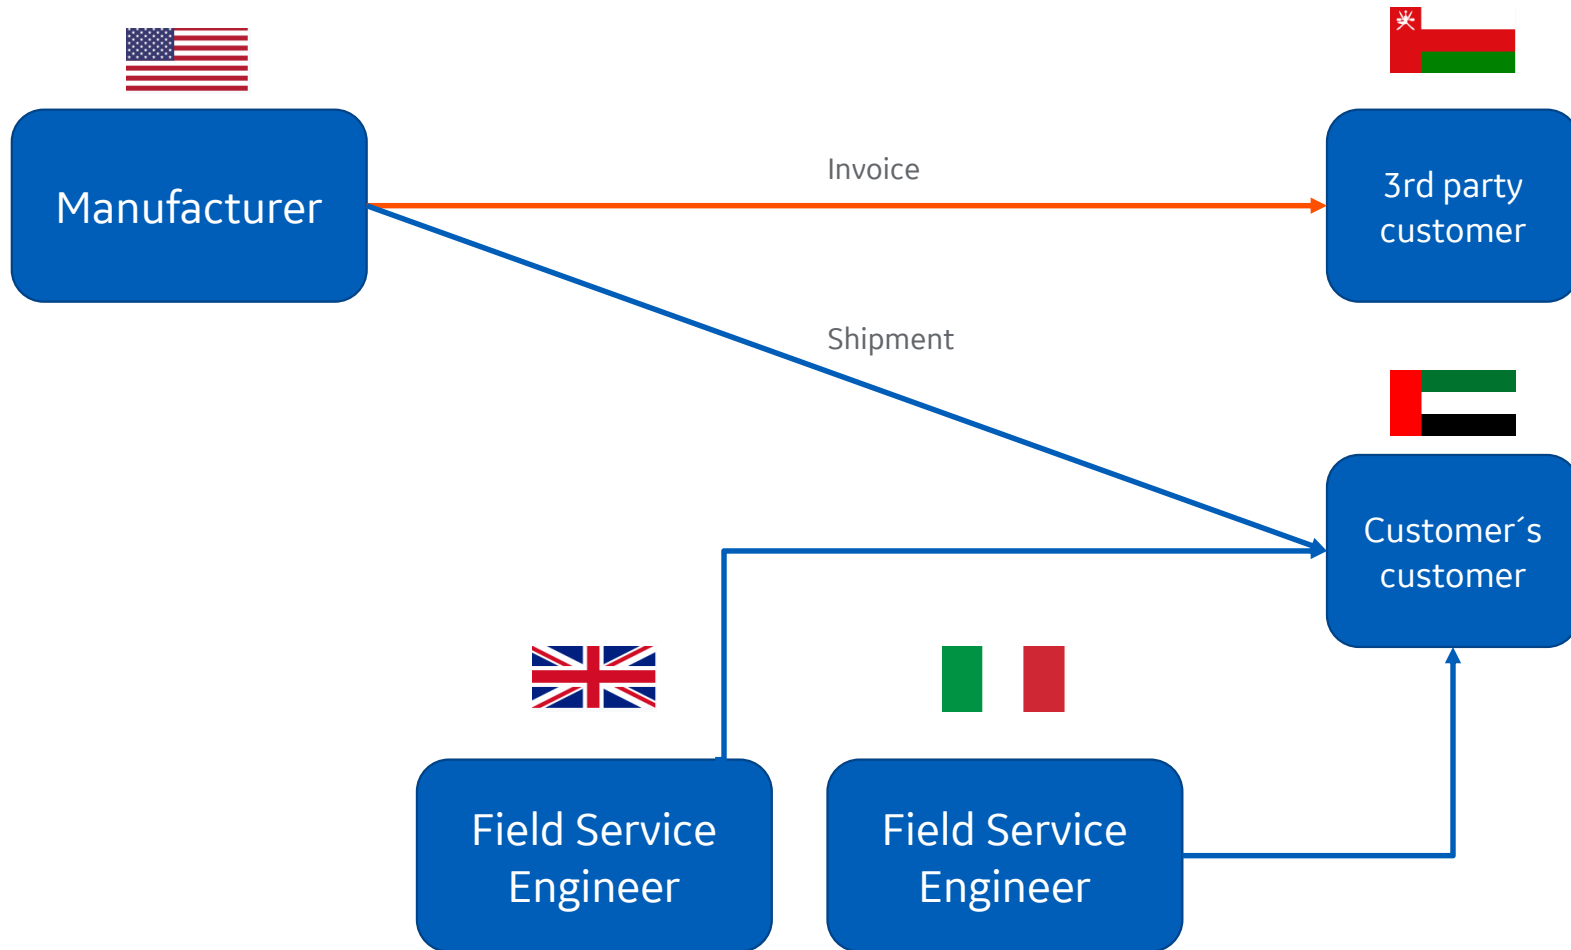 Manufacturer
Invoice
3rd party
customer
Shipment
Customer´s
customer
Field Service
Engineer
Field Service
Engineer